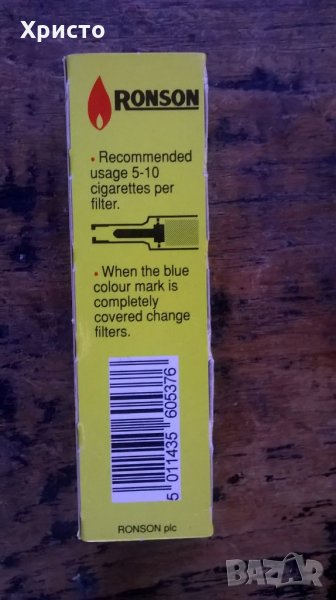 Христо
RONSON
• Recommended
usage 5-10
cigarettes per
filter.
• When the blue
colour mark is
completely
covered change
filters.
5 011435 605376
RONSON plc
BAZAR